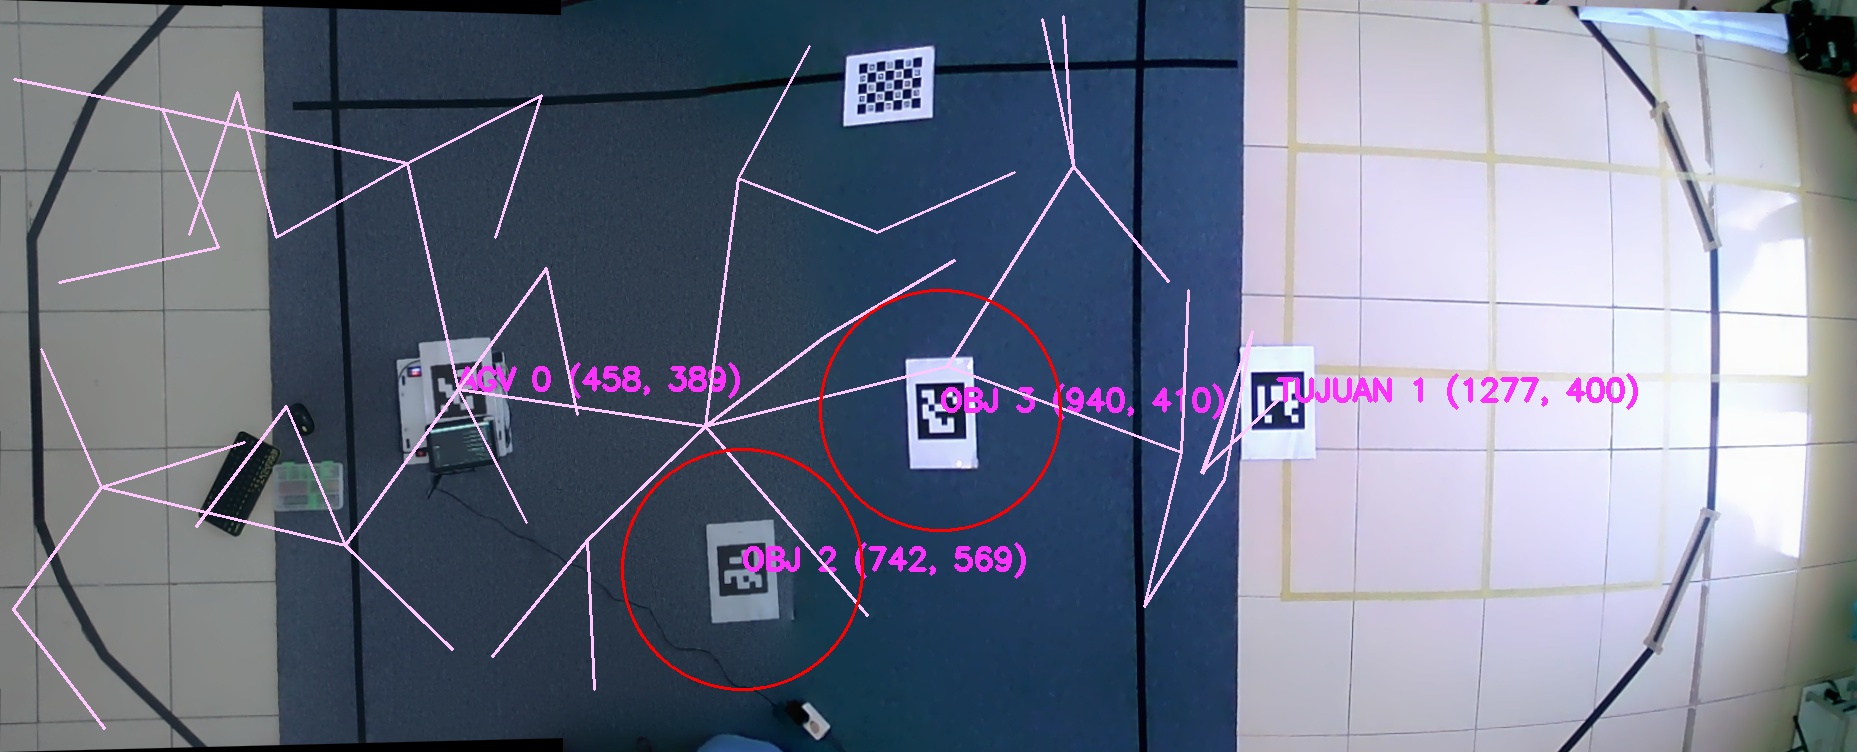 AGV 0 (458, 389)
OBJ 3 (940, 410)
TUJUAN 1 (1277, 400)
OBJ 2 (742, 569)